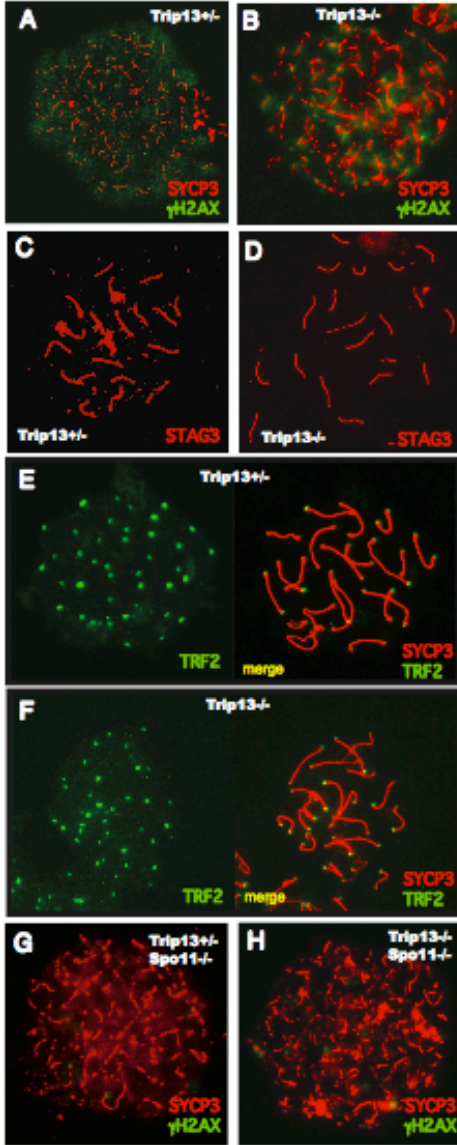 A Trip13+/-
SYCP3
γH2AX
B Trip13-/-
SYCP3
γH2AX
C
Trip13+/- STAG3
D
Trip13-/- STAG3
E Trip13+/-
TRF2
merge
SYCP3
TRF2
F Trip13-/-
TRF2
merge
SYCP3
TRF2
G Trip13+/-
Spo11-/-
SYCP3
γH2AX
H Trip13-/-
Spo11-/-
SYCP3
γH2AX